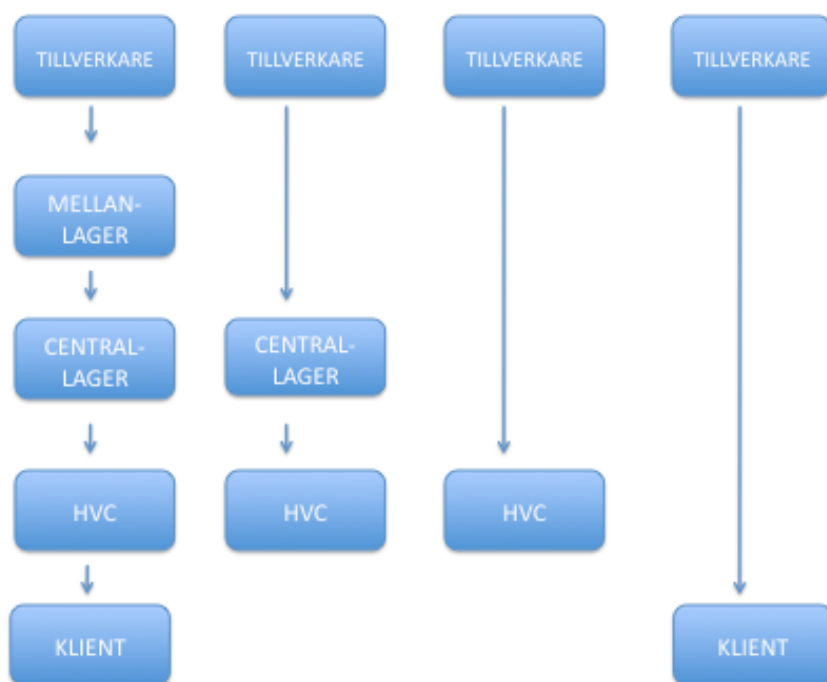 TILLVERKARE
TILLVERKARE
TILLVERKARE
TILLVERKARE
MELLAN-
LAGER
CENTRAL-
LAGER
CENTRAL-
LAGER
HVC
HVC
HVC
KLIENT
KLIENT